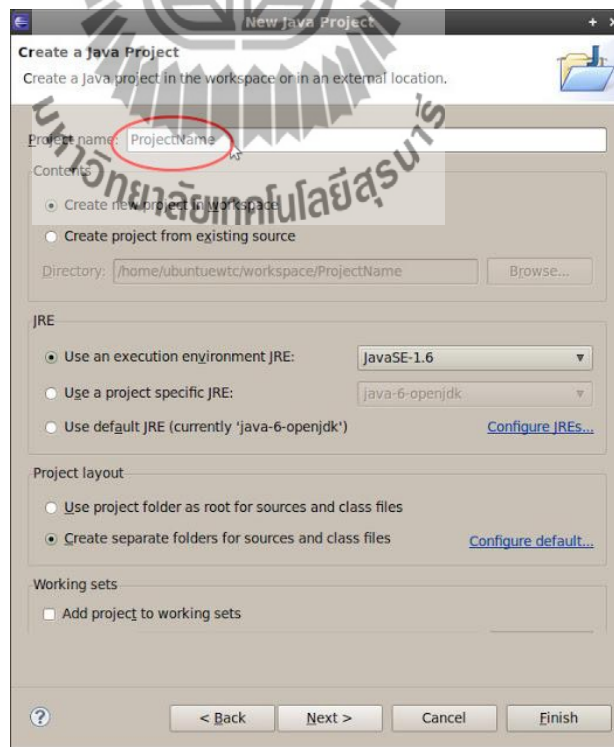 New Java Project
Create a Java Project
Create a Java project in the workspace or in an external location.
Project name: ProjectName
Contents
Create new project in workspace
Create project from existing source
Directory: /home/ubuntuewtc/workspace/ProjectName Browse...
มหาวิทยาลัยเทคโนโลยีสุรนารี
JRE
Use an execution environment JRE: JavaSE-1.6
Use a project specific JRE: java-6-openjdk
Use default JRE (currently 'java-6-openjdk') Configure JREs...
Project layout
Use project folder as root for sources and class files
Create separate folders for sources and class files Configure default...
Working sets
Add project to working sets
? < Back Next > Cancel Finish